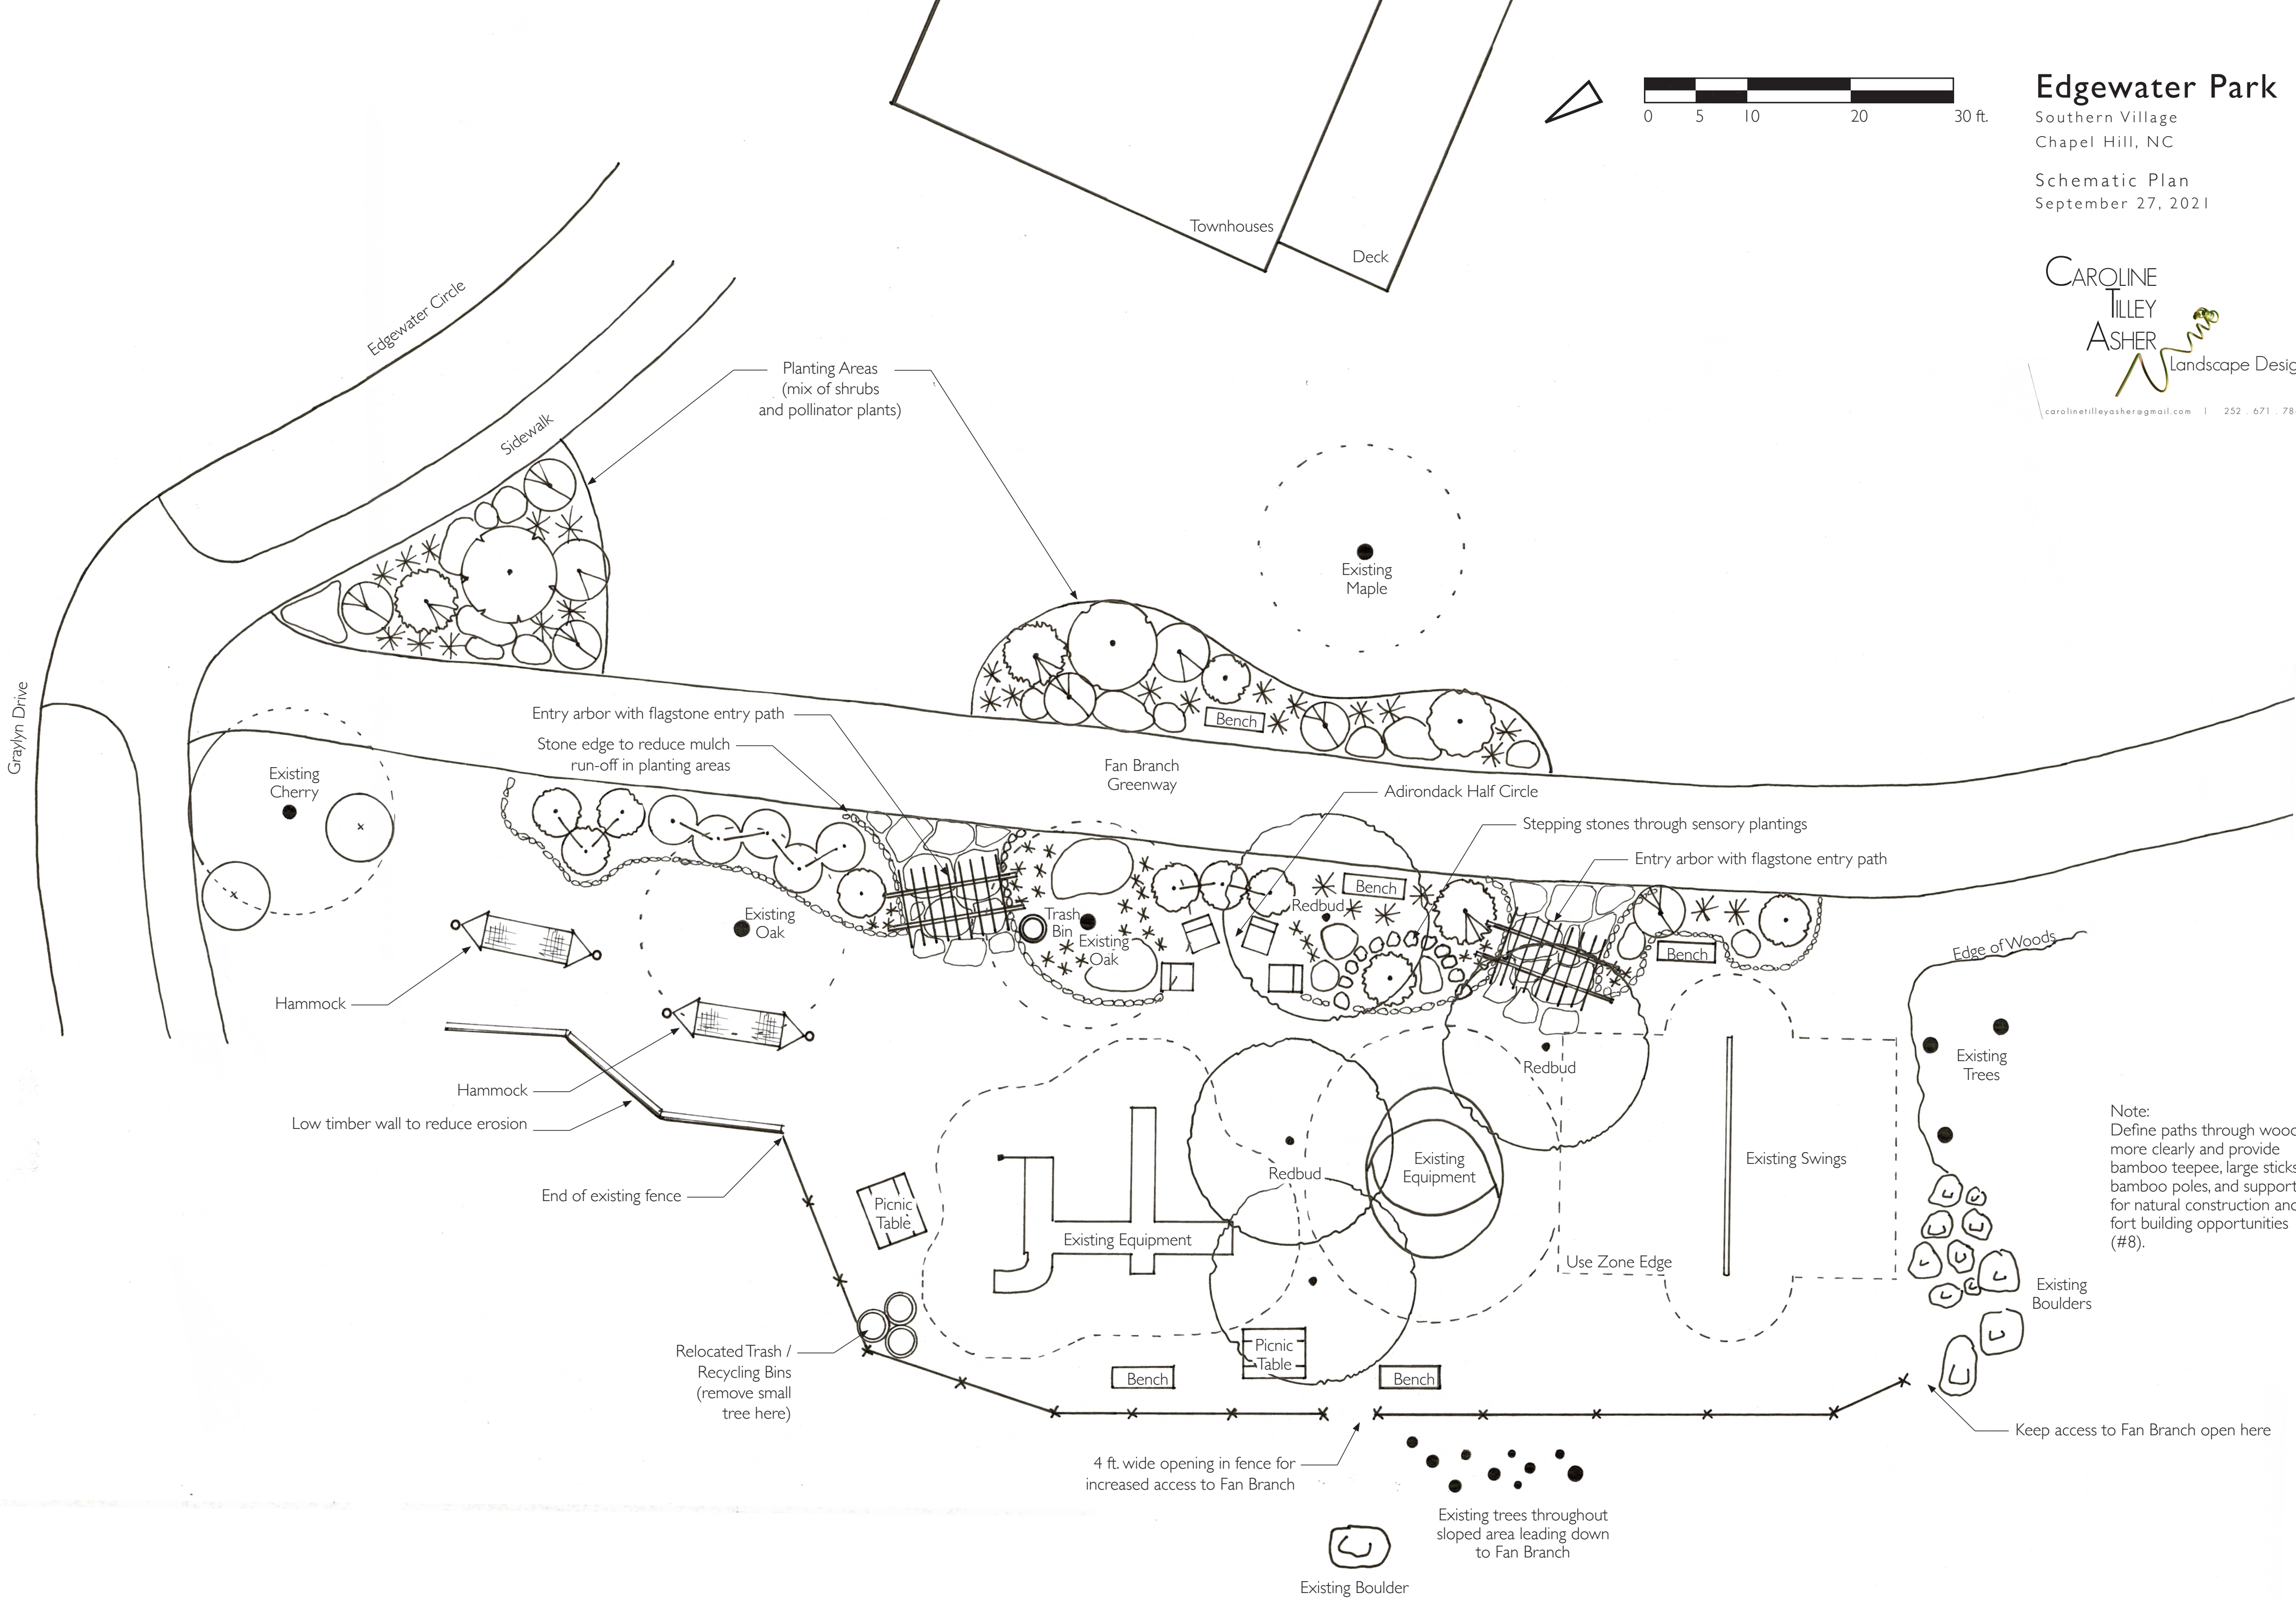 Edgewater Park
Southern Village
Chapel Hill, NC
Schematic Plan
September 27, 2021
0 5 10 20 30 ft.
CAROLINE
TILLEY
ASHER
Landscape
carolinetilleyasher@gmail.com | 252 . 671 .
Townhouses
Deck
Edgewater Circle
Sidewalk
Graylyn Drive
Planting Areas
(mix of shrubs
and pollinator plants)
Existing
Maple
Entry arbor with flagstone entry path
Stone edge to reduce mulch
run-off in planting areas
Bench
Fan Branch
Greenway
Adirondack Half Circle
Stepping stones through sensory plantings
Entry arbor with flagstone entry path
Existing
Cherry
Existing
Oak
Trash
Bin
Existing
Oak
Bench
Redbud
Bench
Edge of Woods
Hammock
Hammock
Low timber wall to reduce erosion
End of existing fence
Redbud
Existing
Trees
Picnic
Table
Existing Equipment
Redbud
Existing
Equipment
Existing Swings
Use Zone Edge
Note:
Define paths through
more clearly and provide
bamboo teepee, large
bamboo poles, and
for natural construction
fort building opportunities
(#8).
Existing
Boulders
Relocated Trash /
Recycling Bins
(remove small
tree here)
Bench
Picnic
Table
Bench
Keep access to Fan Branch open here
4 ft. wide opening in fence for
increased access to Fan Branch
Existing trees throughout
sloped area leading down
to Fan Branch
Existing Boulder